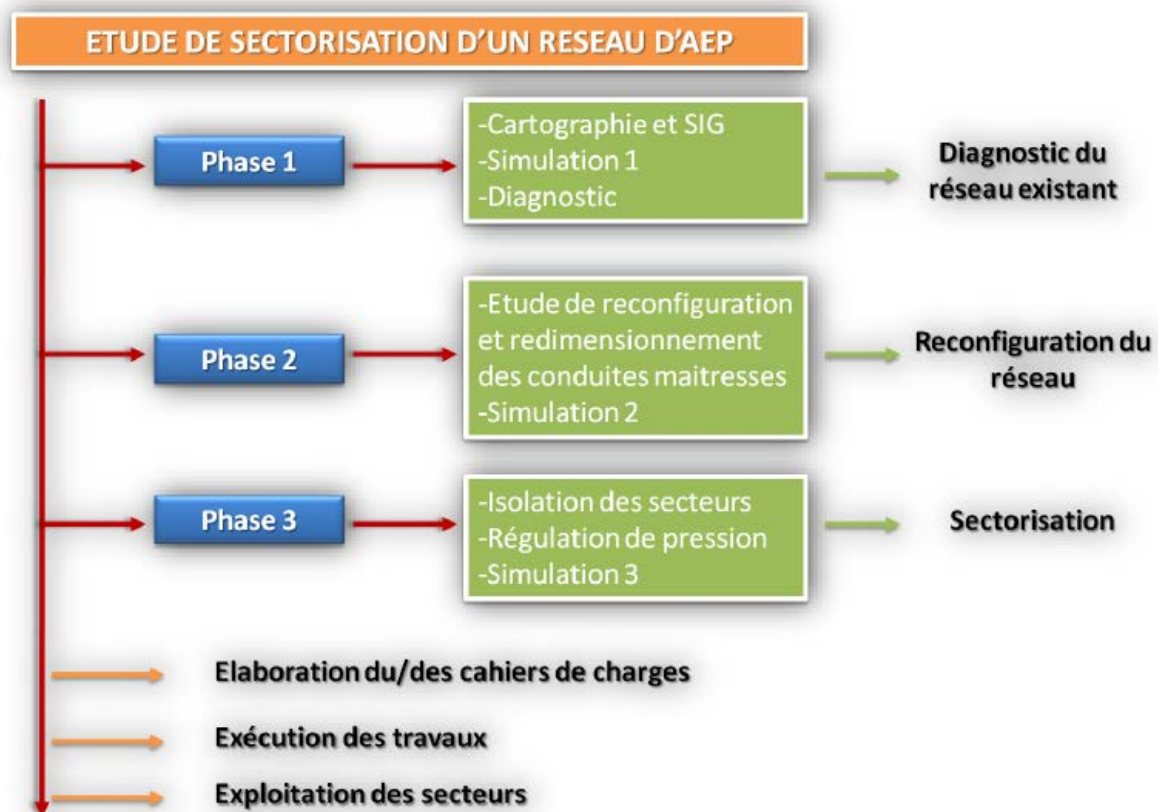 ETUDE DE SECTORISATION D'UN RESEAU D'AEP
Phase 1
-Cartographie et SIG
-Simulation 1
-Diagnostic
Diagnostic du
réseau existant
Phase 2
-Etude de reconfiguration
et redimensionnement
des conduites maitresses
-Simulation 2
Reconfiguration du
réseau
Phase 3
-Isolation des secteurs
-Régulation de pression
-Simulation 3
Sectorisation
Elaboration du/des cahiers de charges
Exécution des travaux
Exploitation des secteurs